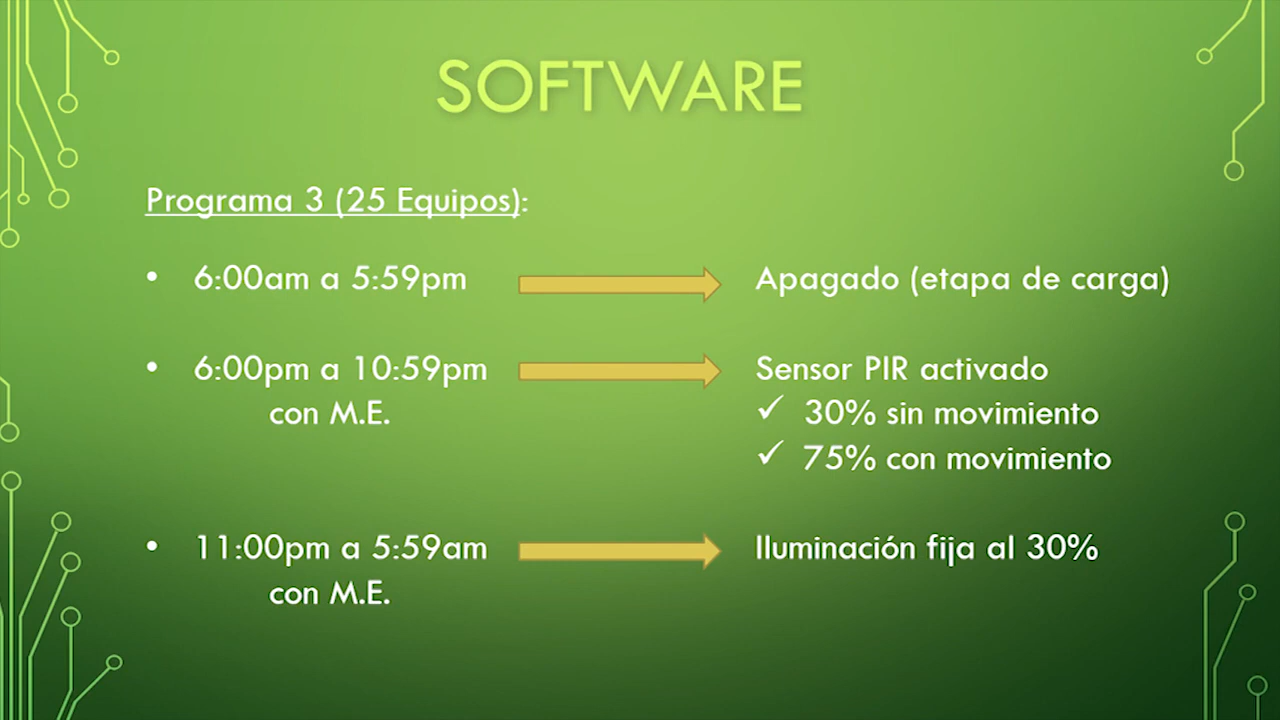 SOFTWARE
Programa 3 (25 Equipos):
• 6:00am a 5:59pm
Apagado (etapa de carga)
• 6:00pm a 10:59pm
con M.E.
Sensor PIR activado
✓ 30% sin movimiento
✓ 75% con movimiento
• 11:00pm a 5:59am
con M.E.
Iluminación fija al 30%